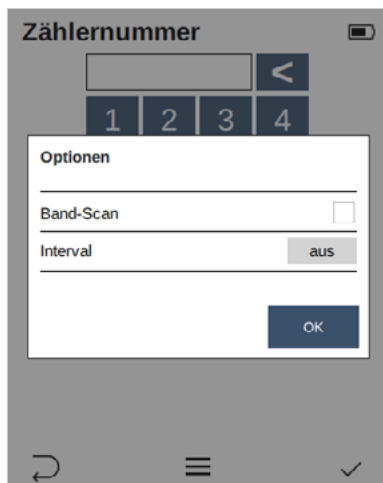 Zählernummer
<
1 2 3 4
Optionen
Band-Scan
Interval aus
OK